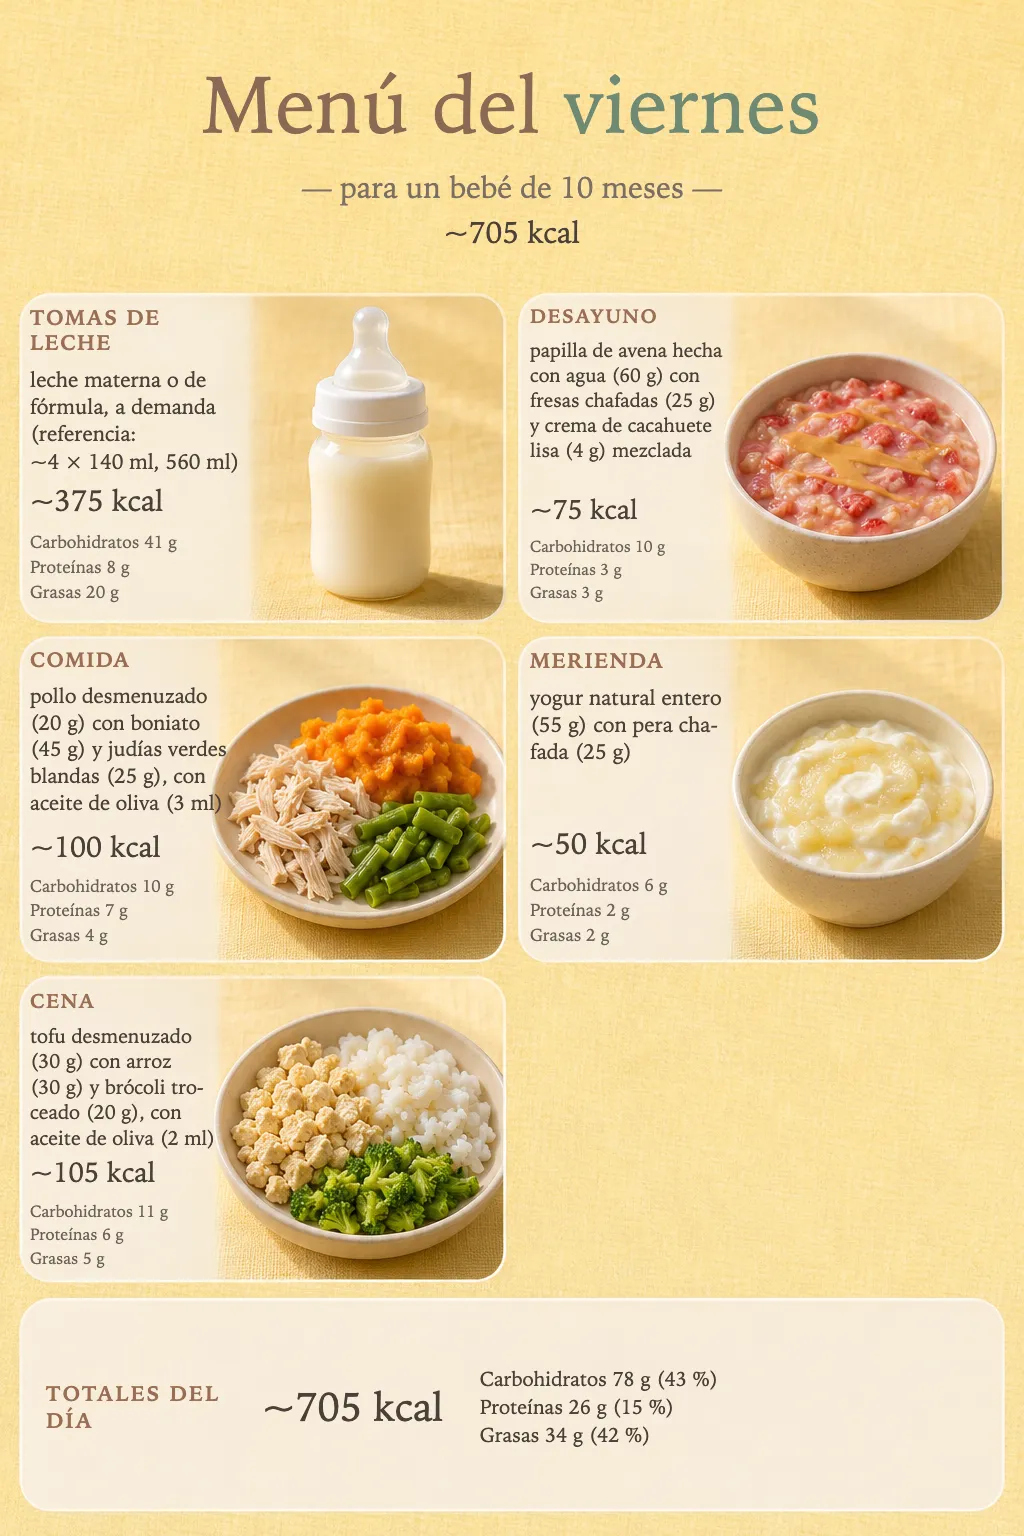 Menú del viernes
— para un bebé de 10 meses —
~705 kcal
TOMAS DE
LECHE
leche materna o de
fórmula, a demanda
(referencia:
~4 × 140 ml, 560 ml)
~375 kcal
Carbohidratos 41 g
Proteínas 8 g
Grasas 20 g
DESAYUNO
papilla de avena hecha
con agua (60 g) con
fresas chafadas (25 g)
y crema de cacahuete
lisa (4 g) mezclada
~75 kcal
Carbohidratos 10 g
Proteínas 3 g
Grasas 3 g
COMIDA
pollo desmenuzado
(20 g) con boniato
(45 g) y judías verdes
blandas (25 g), con
aceite de oliva (3 ml)
~100 kcal
Carbohidratos 10 g
Proteínas 7 g
Grasas 4 g
MERIENDA
yogur natural entero
(55 g) con pera cha-
fada (25 g)
~50 kcal
Carbohidratos 6 g
Proteínas 2 g
Grasas 2 g
CENA
tofu desmenuzado
(30 g) con arroz
(30 g) y brócoli tro-
ceado (20 g), con
aceite de oliva (2 ml)
~105 kcal
Carbohidratos 11 g
Proteínas 6 g
Grasas 5 g
TOTALES DEL
DÍA
~705 kcal
Carbohidratos 78 g (43 %)
Proteínas 26 g (15 %)
Grasas 34 g (42 %)